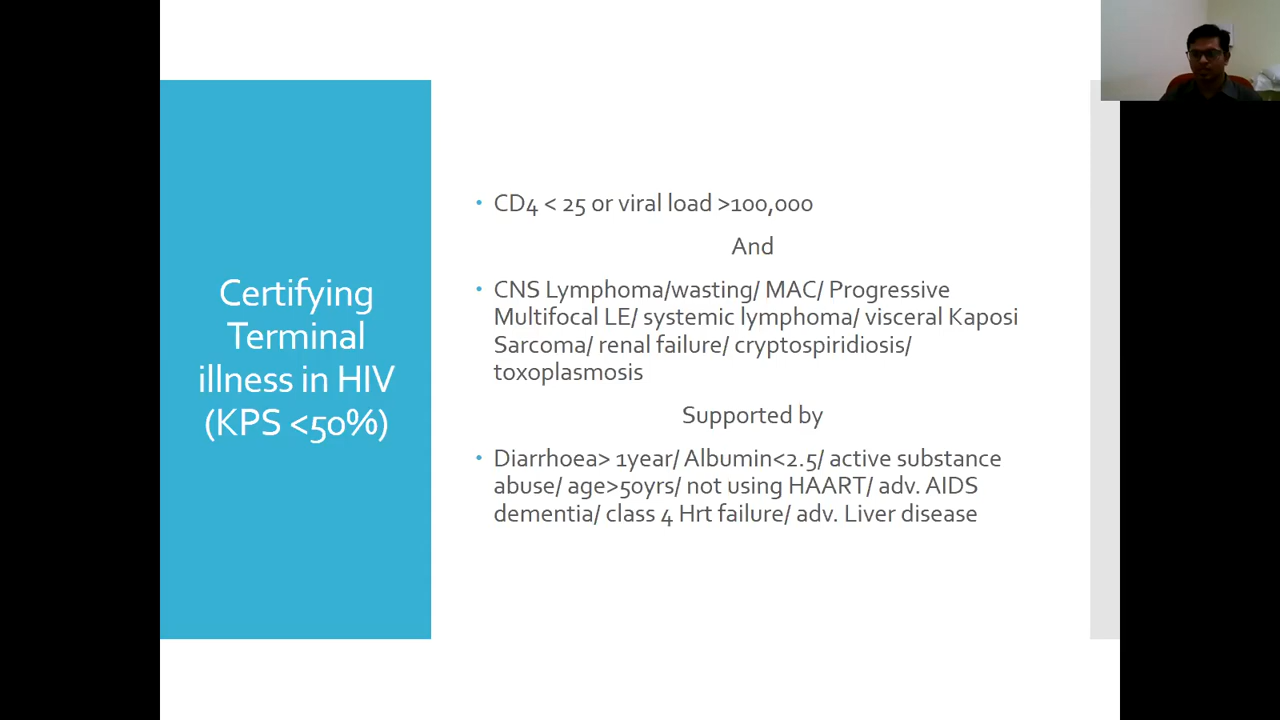 Certifying
Terminal
illness in HIV
(KPS <50%)
• CD4 < 25 or viral load >100,000
And
• CNS Lymphoma/wasting/ MAC/ Progressive
Multifocal LE/ systemic lymphoma/ visceral Kaposi
Sarcoma/ renal failure/ cryptospiridiosis/
toxoplasmosis
Supported by
• Diarrhoea> 1year/ Albumin<2.5/ active substance
abuse/ age>50yrs/ not using HAART/ adv. AIDS
dementia/ class 4 Hrt failure/ adv. Liver disease